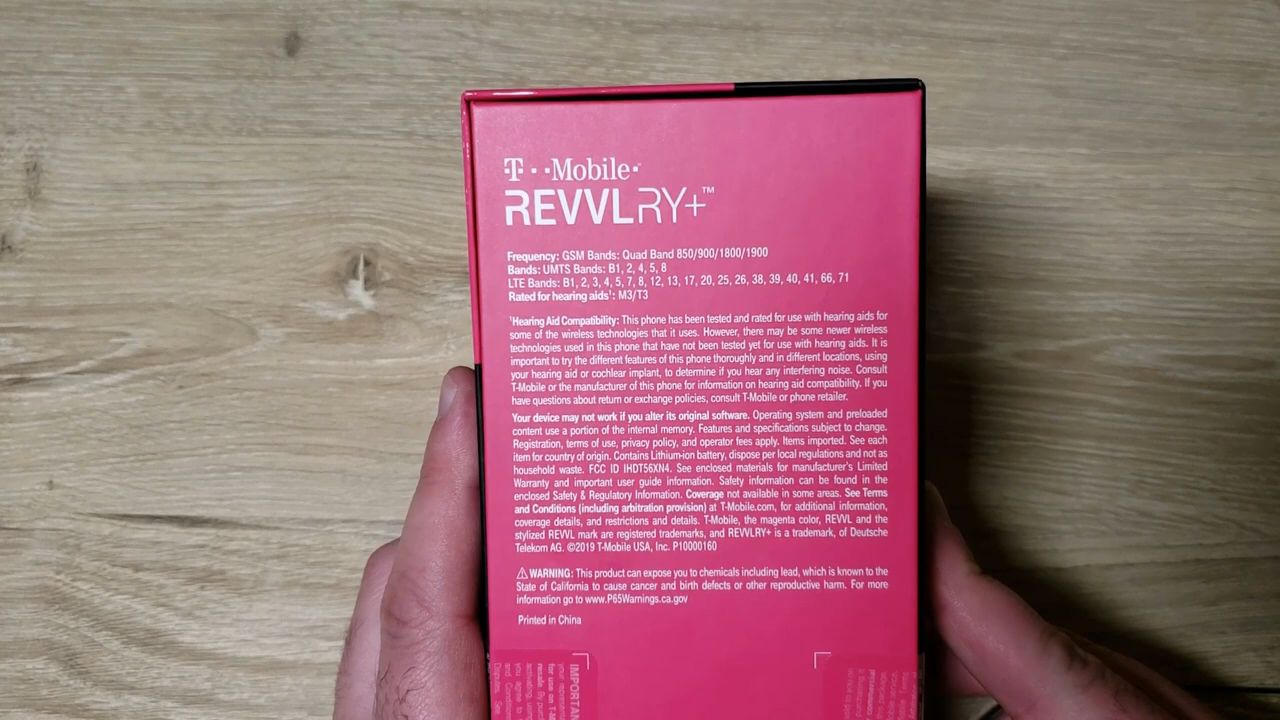 T··Mobile·
REVVLRY+™
Frequency: GSM Bands: Quad Band 850/900/1800/1900
Bands: UMTS Bands: B1, 2, 4, 5, 8
LTE Bands: B1, 2, 3, 4, 5, 7, 8, 12, 13, 17, 20, 25, 26, 38, 39, 40, 41, 66, 71
Rated for hearing aids¹: M3/T3
¹Hearing Aid Compatibility: This phone has been tested and rated for use with hearing aids for
some of the wireless technologies that it uses. However, there may be some newer wireless
technologies used in this phone that have not been tested yet for use with hearing aids. It is
important to try the different features of this phone thoroughly and in different locations, using
your hearing aid or cochlear implant, to determine if you hear any interfering noise. Consult
T-Mobile or the manufacturer of this phone for information on hearing aid compatibility. If you
have questions about return or exchange policies, consult T-Mobile or phone retailer.
Your device may not work if you alter its original software. Operating system and preloaded
content use a portion of the internal memory. Features and specifications subject to change.
Registration, terms of use, privacy policy, and operator fees apply. Items imported. See each
item for country of origin. Contains Lithium-ion battery, dispose per local regulations and not as
household waste. FCC ID IHDT56XN4. See enclosed materials for manufacturer's Limited
Warranty and important user guide information. Safety information can be found in the
enclosed Safety & Regulatory Information. Coverage not available in some areas. See Terms
and Conditions (including arbitration provision) at T-Mobile.com, for additional information,
coverage details, and restrictions and details. T-Mobile, the magenta color, REVVL and the
stylized REVVL mark are registered trademarks, and REVVLRY+ is a trademark, of Deutsche
Telekom AG. ©2019 T-Mobile USA, Inc. P10000160
⚠WARNING: This product can expose you to chemicals including lead, which is known to the
State of California to cause cancer and birth defects or other reproductive harm. For more
information go to www.P65Warnings.ca.gov
Printed in China